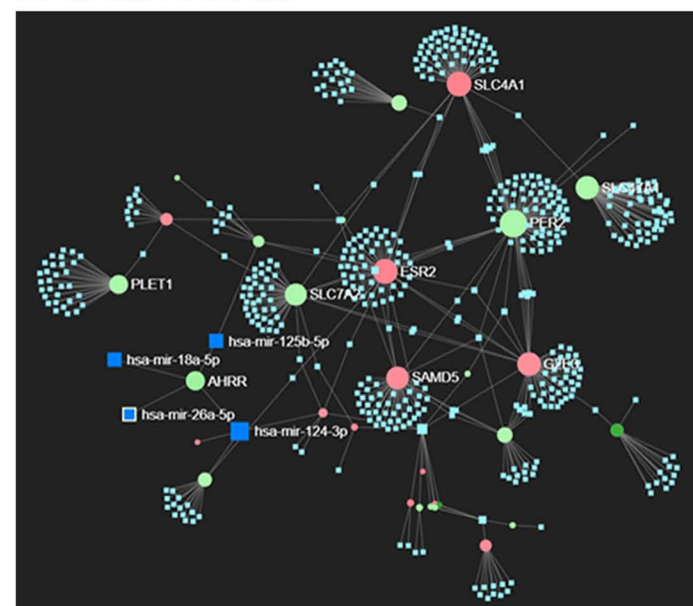 SLC4A1
PER2
ESR2
PLET1
SLC7A2
hsa-mir-125b-5p
hsa-mir-18a-5p
SAMD5
AHRR
hsa-mir-26a-5p
hsa-mir-124-3p